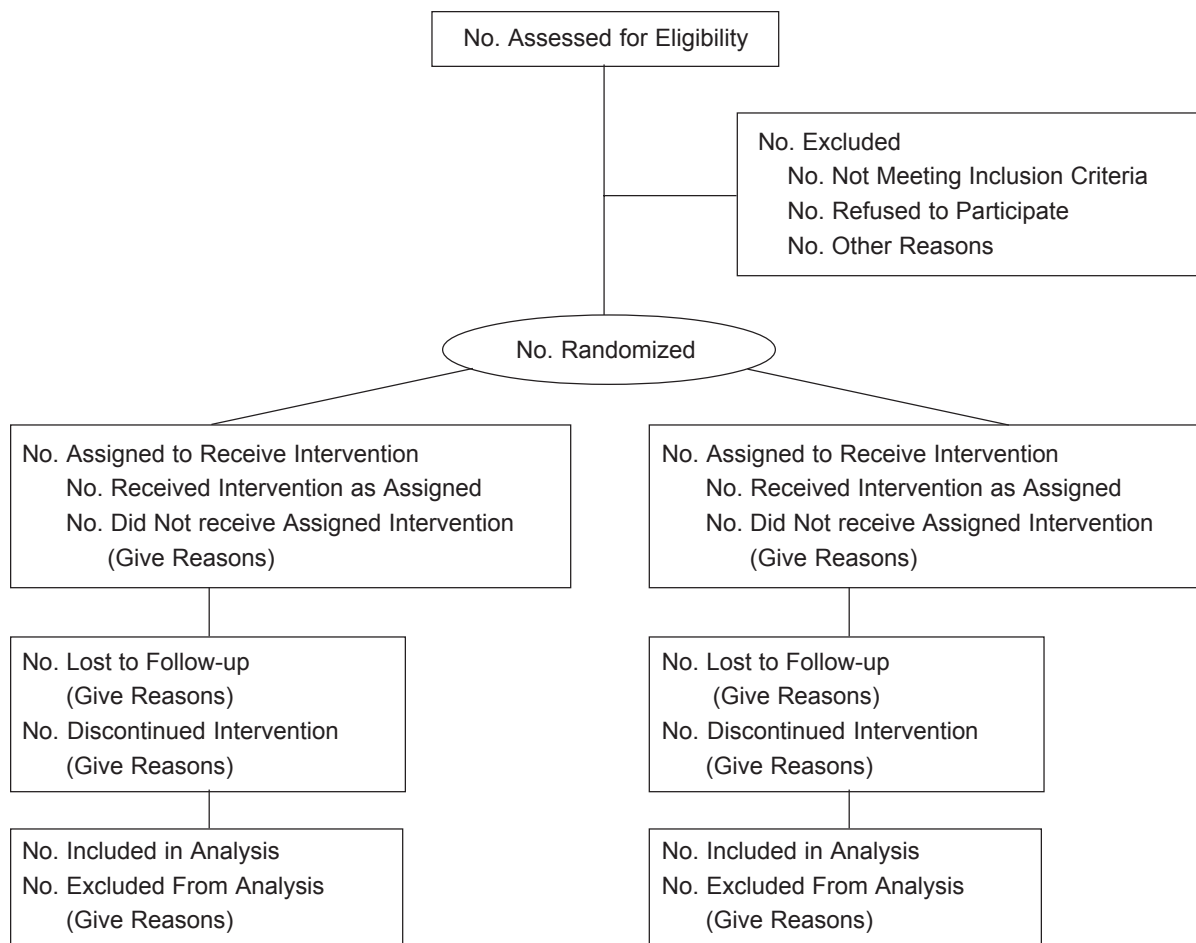 No. Assessed for Eligibility
No. Excluded
No. Not Meeting Inclusion Criteria
No. Refused to Participate
No. Other Reasons
No. Randomized
No. Assigned to Receive Intervention
No. Received Intervention as Assigned
No. Did Not receive Assigned Intervention
(Give Reasons)
No. Assigned to Receive Intervention
No. Received Intervention as Assigned
No. Did Not receive Assigned Intervention
(Give Reasons)
No. Lost to Follow-up
(Give Reasons)
No. Discontinued Intervention
(Give Reasons)
No. Lost to Follow-up
(Give Reasons)
No. Discontinued Intervention
(Give Reasons)
No. Included in Analysis
No. Excluded From Analysis
(Give Reasons)
No. Included in Analysis
No. Excluded From Analysis
(Give Reasons)